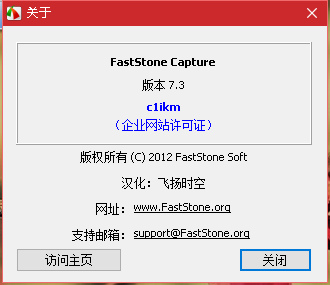 关于
FastStone Capture
版本 7.3
c1ikm
（企业网站许可证）
版权所有 (C) 2012 FastStone Soft
汉化：飞扬时空
网址：www.FastStone.org
支持邮箱：support@FastStone.org
访问主页
关闭